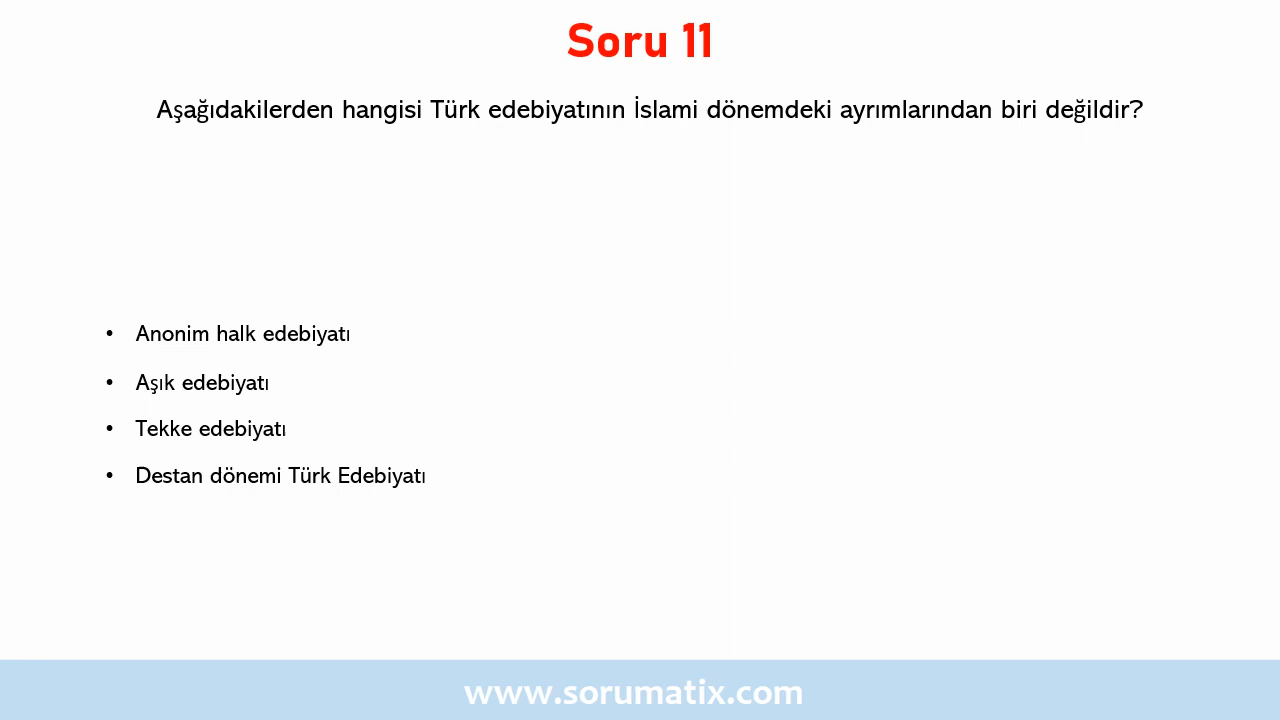 Soru 11
Aşağıdakilerden hangisi Türk edebiyatının İslami dönemdeki ayrımlarından biri değildir?
• Anonim halk edebiyatı
• Aşık edebiyatı
• Tekke edebiyatı
• Destan dönemi Türk Edebiyatı
www.sorumatix.com